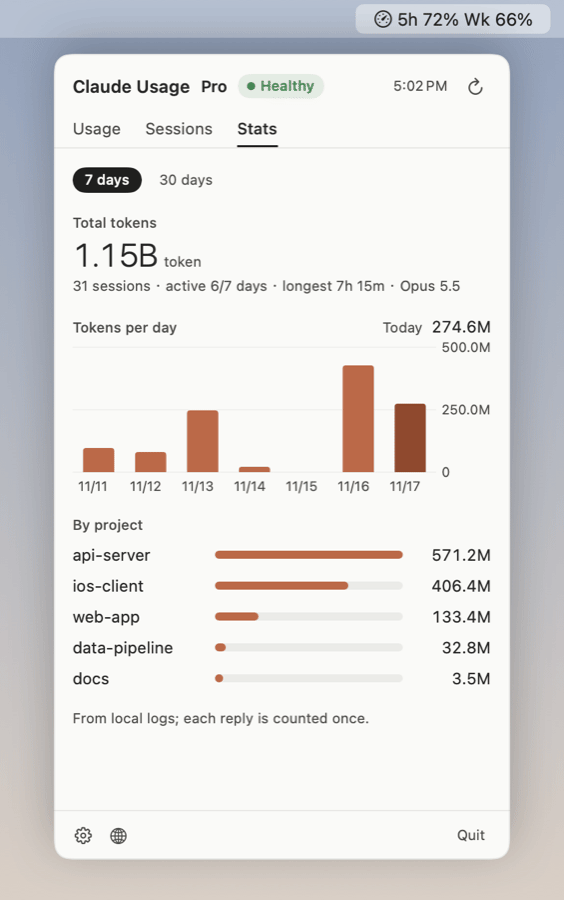 5h 72% Wk 66%
Claude Usage Pro Healthy 5:02 PM
Usage Sessions Stats
7 days 30 days
Total tokens
1.15B token
31 sessions · active 6/7 days · longest 7h 15m · Opus 5.5
Tokens per day Today 274.6M
500.0M
250.0M
0
11/11 11/12 11/13 11/14 11/15 11/16 11/17
By project
api-server 571.2M
ios-client 406.4M
web-app 133.4M
data-pipeline 32.8M
docs 3.5M
From local logs; each reply is counted once.
Quit